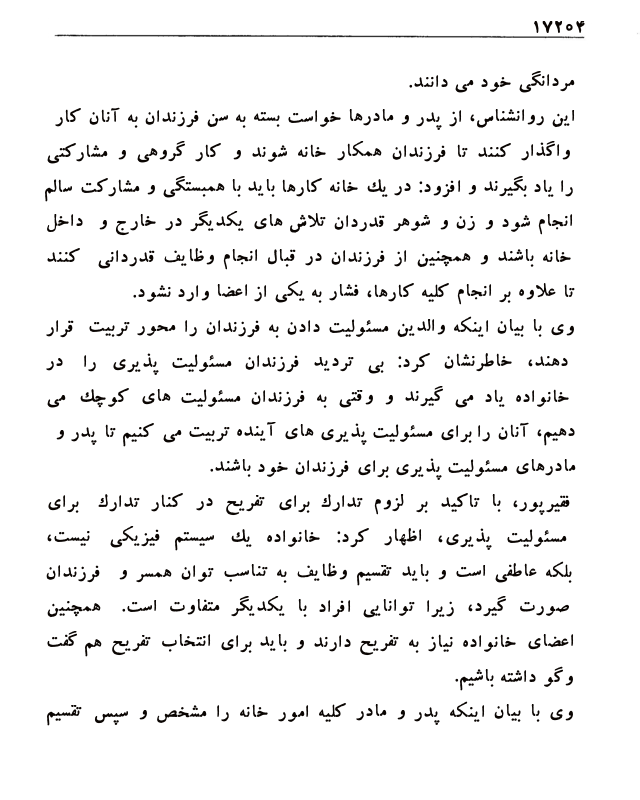 ۱۷۲۵۴
مردانگی خود می دانند.
این روانشناس، از پدر و مادرها خواست بسته به سن فرزندان به آنان کار
واگذار کنند تا فرزندان همکار خانه شوند و کار گروهی و مشارکتی
را یاد بگیرند و افزود: در یك خانه کارها باید با همبستگی و مشارکت سالم
انجام شود و زن و شوهر قدردان تلاش های یکدیگر در خارج و داخل
خانه باشند و همچنین از فرزندان در قبال انجام وظایف قدردانی کنند
تا علاوه بر انجام کلیه کارها، فشار به یکی از اعضا وارد نشود.
وی با بیان اینکه والدین مسئولیت دادن به فرزندان را محور تربیت قرار
دهند، خاطرنشان کرد: بی تردید فرزندان مسئولیت پذیری را در
خانواده یاد می گیرند و وقتی به فرزندان مسئولیت های کوچك می
دهیم، آنان را برای مسئولیت پذیری های آینده تربیت می کنیم تا پدر و
مادرهای مسئولیت پذیری برای فرزندان خود باشند.
فقیرپور، با تاکید بر لزوم تدارك برای تفریح در کنار تدارك برای
مسئولیت پذیری، اظهار کرد: خانواده یك سیستم فیزیکی نیست،
بلکه عاطفی است و باید تقسیم وظایف به تناسب توان همسر و فرزندان
صورت گیرد، زیرا توانایی افراد با یکدیگر متفاوت است. همچنین
اعضای خانواده نیاز به تفریح دارند و باید برای انتخاب تفریح هم گفت
وگو داشته باشیم.
وی با بیان اینکه پدر و مادر کلیه امور خانه را مشخص و سپس تقسیم